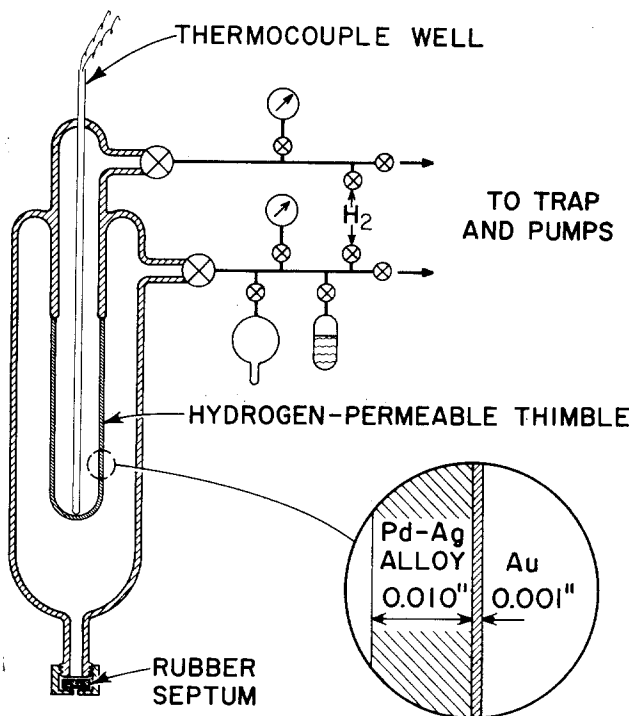 THERMOCOUPLE WELL
H2
TO TRAP
AND PUMPS
HYDROGEN-PERMEABLE THIMBLE
Pd-Ag
ALLOY
0.010"
Au
0.001"
RUBBER
SEPTUM